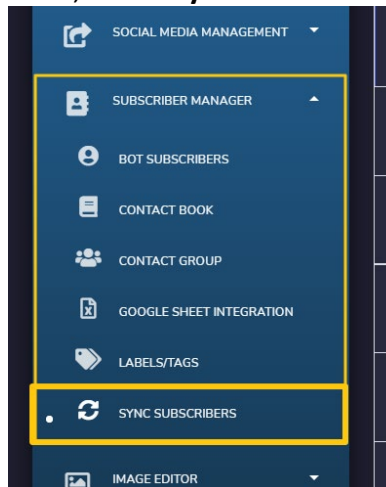 SOCIAL MEDIA MANAGEMENT
SUBSCRIBER MANAGER
BOT SUBSCRIBERS
CONTACT BOOK
CONTACT GROUP
GOOGLE SHEET INTEGRATION
LABELS/TAGS
SYNC SUBSCRIBERS
IMAGE EDITOR